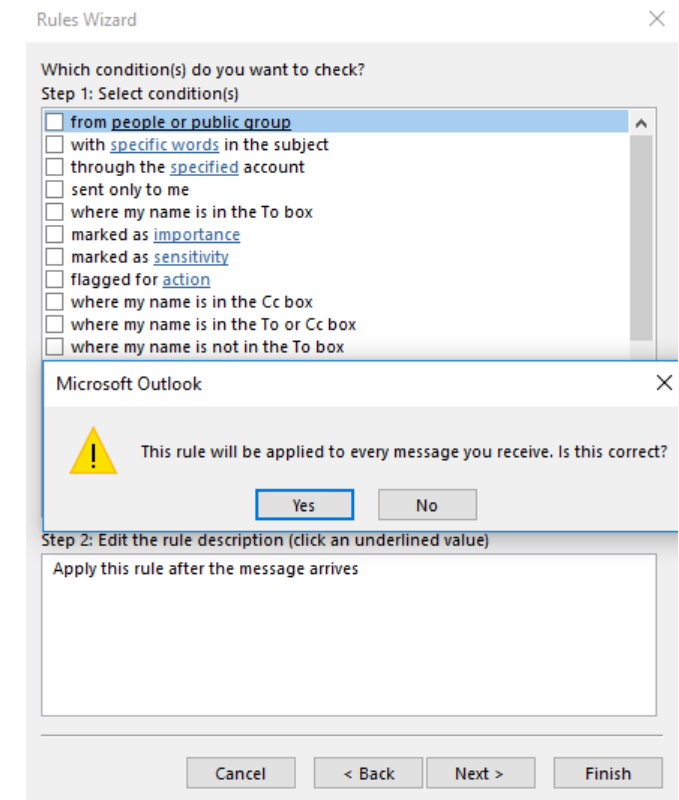 Rules Wizard
Which condition(s) do you want to check?
Step 1: Select condition(s)
from people or public group
with specific words in the subject
through the specified account
sent only to me
where my name is in the To box
marked as importance
marked as sensitivity
flagged for action
where my name is in the Cc box
where my name is in the To or Cc box
where my name is not in the To box
Microsoft Outlook
This rule will be applied to every message you receive. Is this correct?
Yes No
Step 2: Edit the rule description (click an underlined value)
Apply this rule after the message arrives
Cancel < Back Next > Finish